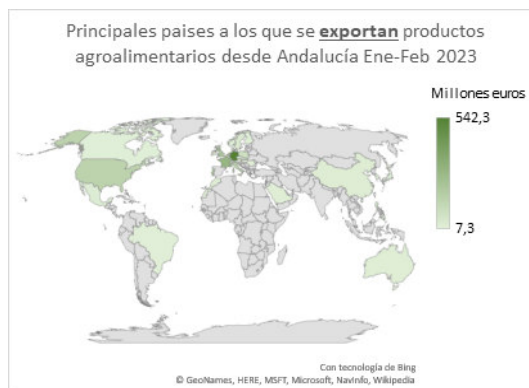 Principales paises a los que se exportan productos
agroalimentarios desde Andalucía Ene-Feb 2023
Millones euros
542,3
7,3
Con tecnología de Bing
© GeoNames, HERE, MSFT, Microsoft, NavInfo, Wikipedia